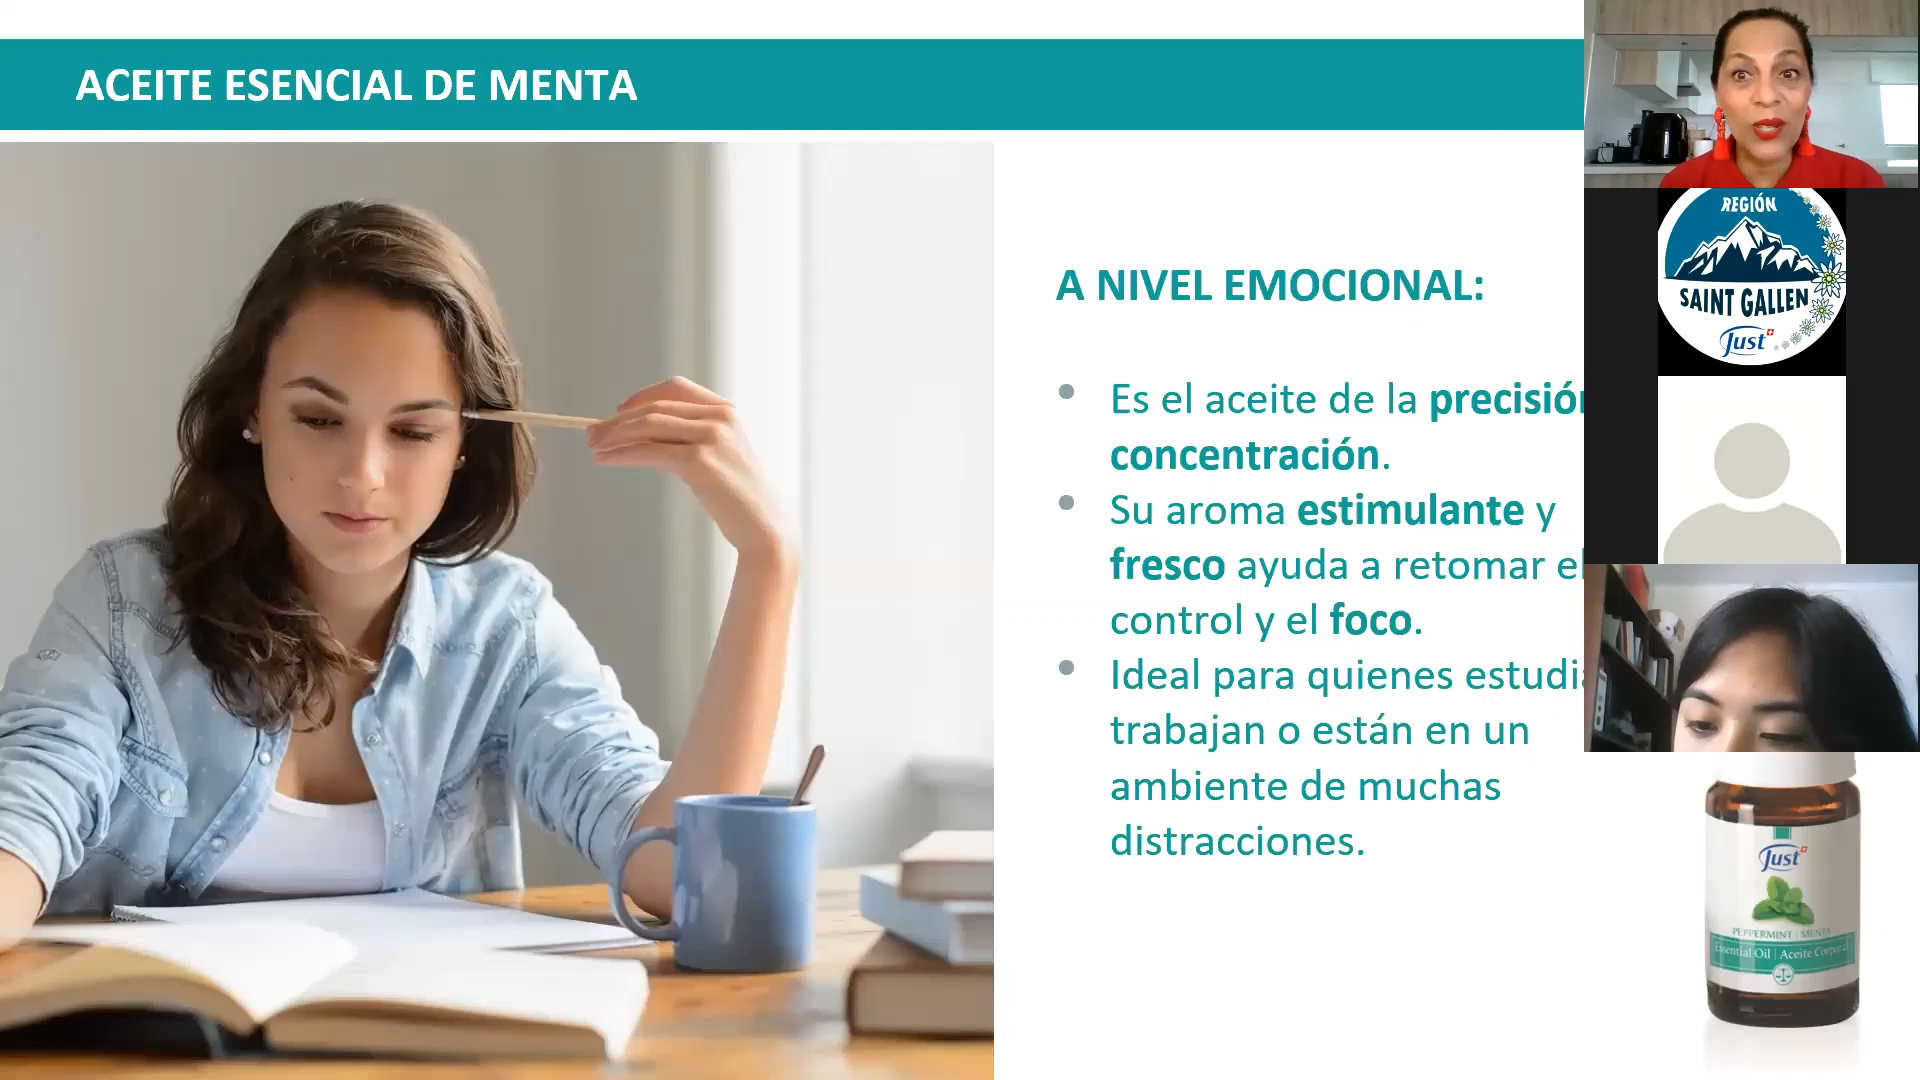 ACEITE ESENCIAL DE MENTA
A NIVEL EMOCIONAL:
• Es el aceite de la precisión
concentración.
• Su aroma estimulante y
fresco ayuda a retomar el
control y el foco.
• Ideal para quienes estudia
trabajan o están en un
ambiente de muchas
distracciones.
REGIÓN
SAINT GALLEN
Just
Just
PEPPERMINT | MENTA
Essential Oil | Aceite Corporal